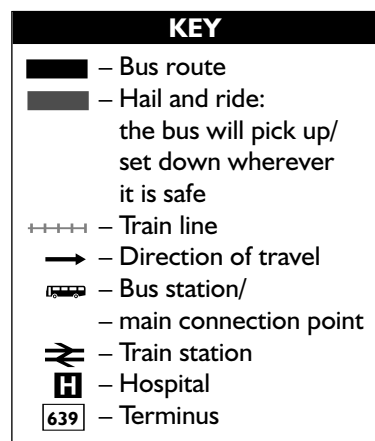 KEY
– Bus route
– Hail and ride:
the bus will pick up/
set down wherever
it is safe
– Train line
– Direction of travel
– Bus station/
– main connection point
– Train station
H – Hospital
639 – Terminus